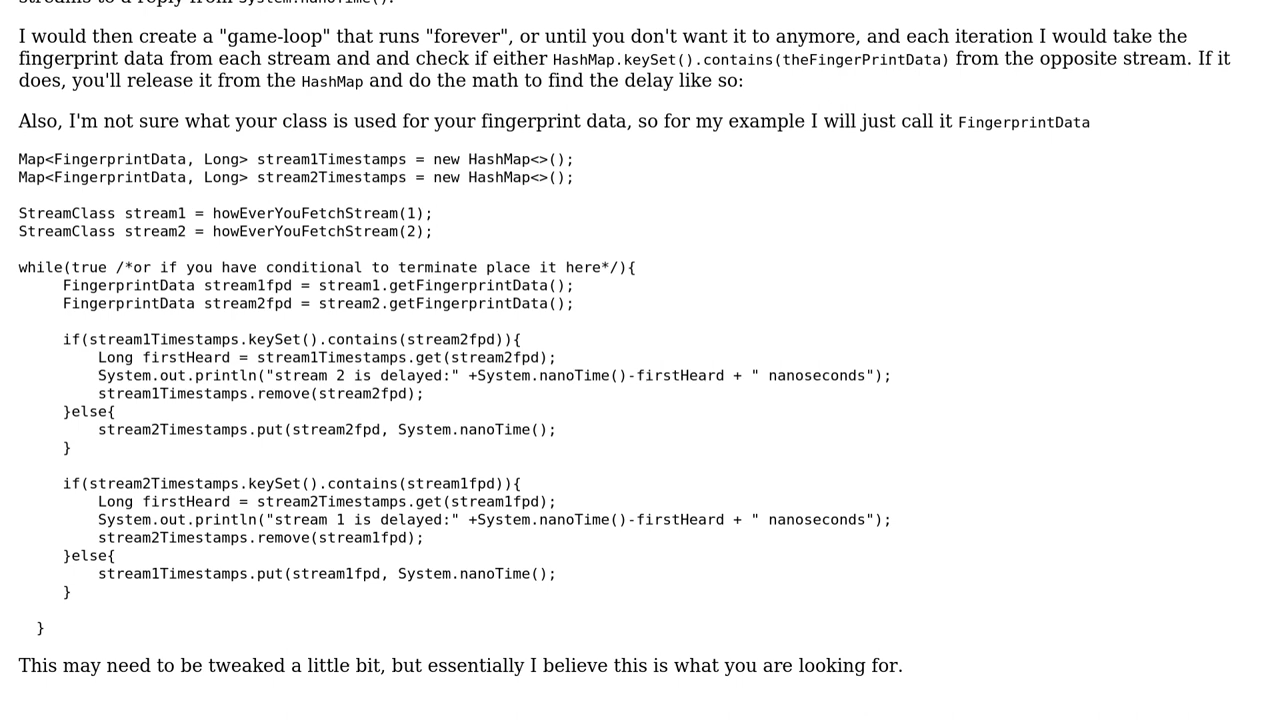 streams to a reply from System.nanoTime().
I would then create a "game-loop" that runs "forever", or until you don't want it to anymore, and each iteration I would take the
fingerprint data from each stream and and check if either HashMap.keySet().contains(theFingerPrintData) from the opposite stream. If it
does, you'll release it from the HashMap and do the math to find the delay like so:
Also, I'm not sure what your class is used for your fingerprint data, so for my example I will just call it FingerprintData
Map<FingerprintData, Long> stream1Timestamps = new HashMap<>();
Map<FingerprintData, Long> stream2Timestamps = new HashMap<>();
StreamClass stream1 = howEverYouFetchStream(1);
StreamClass stream2 = howEverYouFetchStream(2);
while(true /*or if you have conditional to terminate place it here*/){
     FingerprintData stream1fpd = stream1.getFingerprintData();
     FingerprintData stream2fpd = stream2.getFingerprintData();
     if(stream1Timestamps.keySet().contains(stream2fpd)){
         Long firstHeard = stream1Timestamps.get(stream2fpd);
         System.out.println("stream 2 is delayed:" +System.nanoTime()-firstHeard + " nanoseconds");
         stream1Timestamps.remove(stream2fpd);
     }else{
         stream2Timestamps.put(stream2fpd, System.nanoTime();
     }
     if(stream2Timestamps.keySet().contains(stream1fpd)){
         Long firstHeard = stream2Timestamps.get(stream1fpd);
         System.out.println("stream 1 is delayed:" +System.nanoTime()-firstHeard + " nanoseconds");
         stream2Timestamps.remove(stream1fpd);
     }else{
         stream1Timestamps.put(stream1fpd, System.nanoTime();
     }
  }
This may need to be tweaked a little bit, but essentially I believe this is what you are looking for.